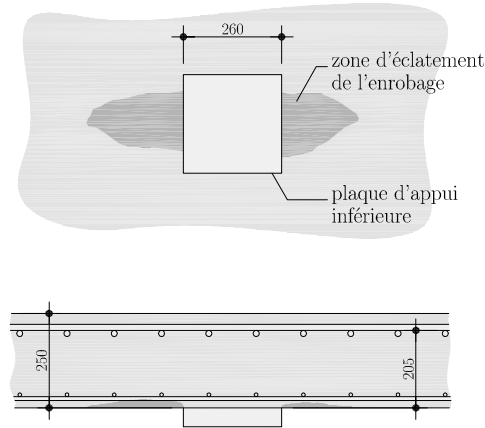 260
zone d'éclatement
de l'enrobage
plaque d'appui
inférieure
250
205